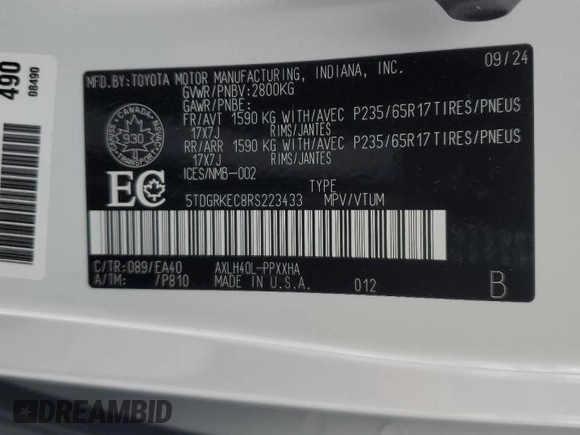 490
08490
09/24
MFD.BY:TOYOTA MOTOR MANUFACTURING, INDIANA, INC.
GVWR/PNBV:2800KG
GAWR/PNBE:
FR/AVT 1590 KG WITH/AVEC P235/65R17 TIRES/PNEUS
17X7J RIMS/JANTES
RR/ARR 1590 KG WITH/AVEC P235/65R17 TIRES/PNEUS
17X7J RIMS/JANTES
ICES/NMB-002
CANADA
930
TRANSPORT
EC
TYPE
5TDGRKEC8RS223433 MPV/VTUM
C/TR:089/EA40 AXLH40L-PPXXHA
A/TM: /P810 MADE IN U.S.A. 012
B
DREAMBID